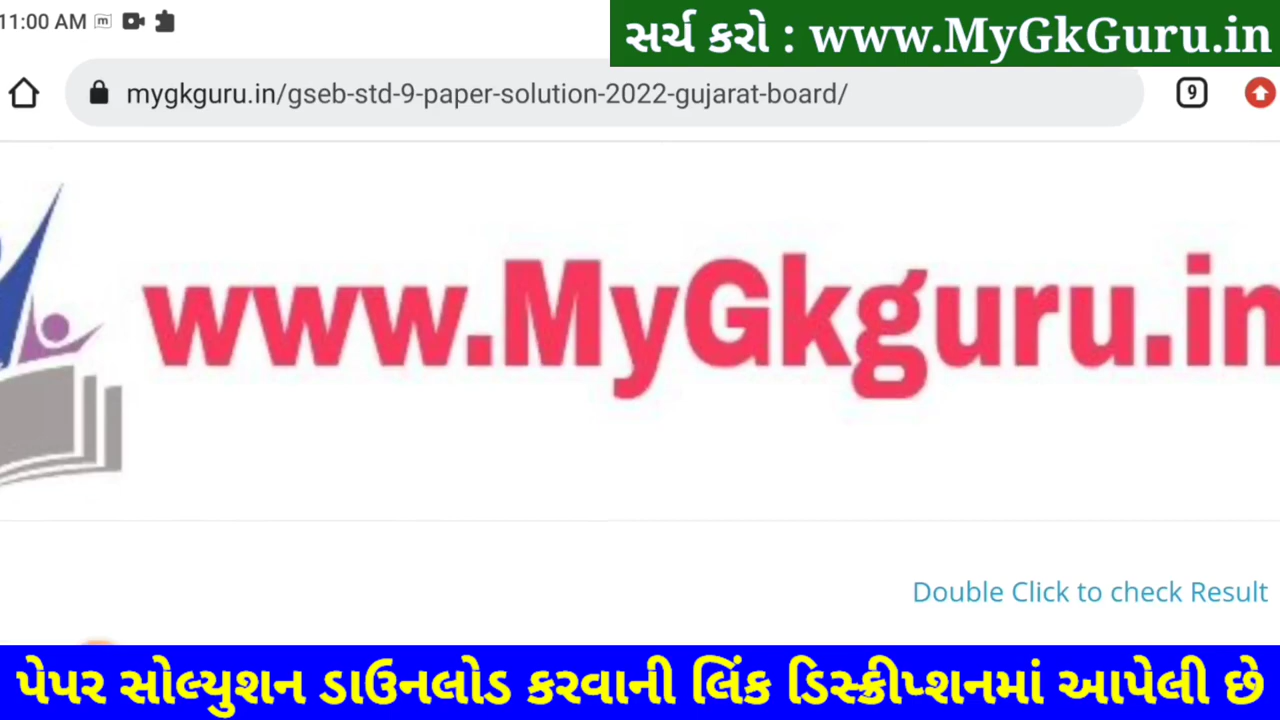 11:00 AM
સર્ચ કરો : www.MyGkGuru.in
mygkguru.in/gseb-std-9-paper-solution-2022-gujarat-board/
9
www.MyGkguru.in
Double Click to check Result
પેપર સોલ્યુશન ડાઉનલોડ કરવાની લિંક ડિસ્ક્રીપ્શનમાં આપેલી છે